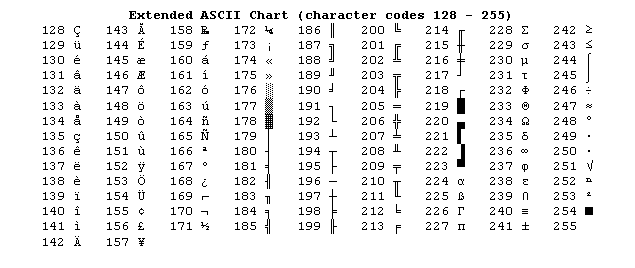 Extended ASCII Chart (character codes 128 - 255)
128 Ç 143 Å 158 ₧ 172 ¼ 186 ║ 200 ╚ 214 ╓ 228 Σ 242 ≥
129 ü 144 É 159 ƒ 173 ¡ 187 ╗ 201 ╔ 215 ╫ 229 σ 243 ≤
130 é 145 æ 160 á 174 « 188 ╝ 202 ╩ 216 ╪ 230 µ 244 ⌠
131 â 146 Æ 161 í 175 » 189 ╜ 203 ╦ 217 ┘ 231 τ 245 ⌡
132 ä 147 ô 162 ó 176 ░ 190 ╛ 204 ╠ 218 ┌ 232 Φ 246 ÷
133 à 148 ö 163 ú 177 ▒ 191 ┐ 205 ═ 219 █ 233 Θ 247 ≈
134 å 149 ò 164 ñ 178 ▓ 192 └ 206 ╬ 220 ▄ 234 Ω 248 °
135 ç 150 û 165 Ñ 179 │ 193 ┴ 207 ╧ 221 ▌ 235 δ 249 ∙
136 ê 151 ù 166 ª 180 ┤ 194 ┬ 208 ╨ 222 ▐ 236 ∞ 250 ·
137 ë 152 ÿ 167 º 181 ╡ 195 ├ 209 ╤ 223 ▀ 237 φ 251 √
138 è 153 Ö 168 ¿ 182 ╢ 196 ─ 210 ╥ 224 α 238 ε 252 ⁿ
139 ï 154 Ü 169 ⌐ 183 ╖ 197 ┼ 211 ╙ 225 ß 239 ∩ 253 ²
140 î 155 ¢ 170 ¬ 184 ╕ 198 ╞ 212 ╘ 226 Γ 240 ≡ 254 ■
141 ì 156 £ 171 ½ 185 ╣ 199 ╟ 213 ╒ 227 π 241 ± 255
142 Ä 157 ¥